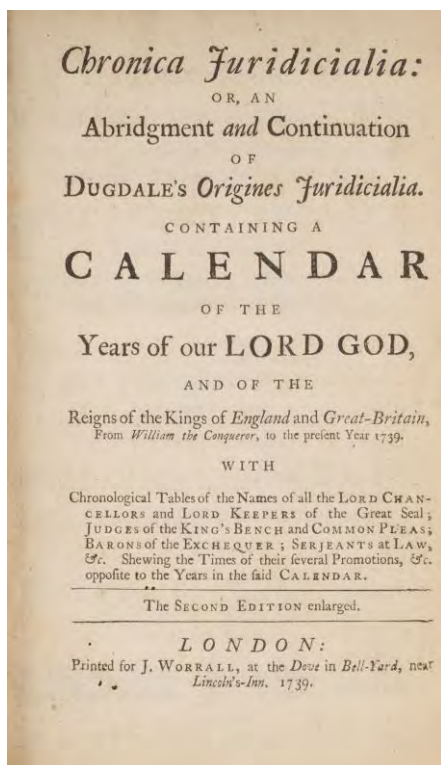 Chronica Juridicialia:
OR, AN
Abridgment and Continuation
OF
DUGDALE'S Origines Juridicialia.
CONTAINING A
CALENDAR
OF THE
Years of our LORD GOD,
AND OF THE
Reigns of the Kings of England and Great-Britain,
From William the Conqueror, to the preſent Year 1739.
WITH
Chronological Tables of the Names of all the LORD CHAN-
CELLORS and LORD KEEPERS of the Great Seal;
JUDGES of the KING'S BENCH and COMMON PLEAS;
BARONS of the EXCHEQUER; SERJEANTS at LAW,
&c. Shewing the Times of their ſeveral Promotions, &c.
oppoſite to the Years in the ſaid CALENDAR.
The SECOND EDITION enlarged.
LONDON:
Printed for J. WORRALL, at the Dove in Bell-Yard, near
Lincoln's-Inn. 1739.